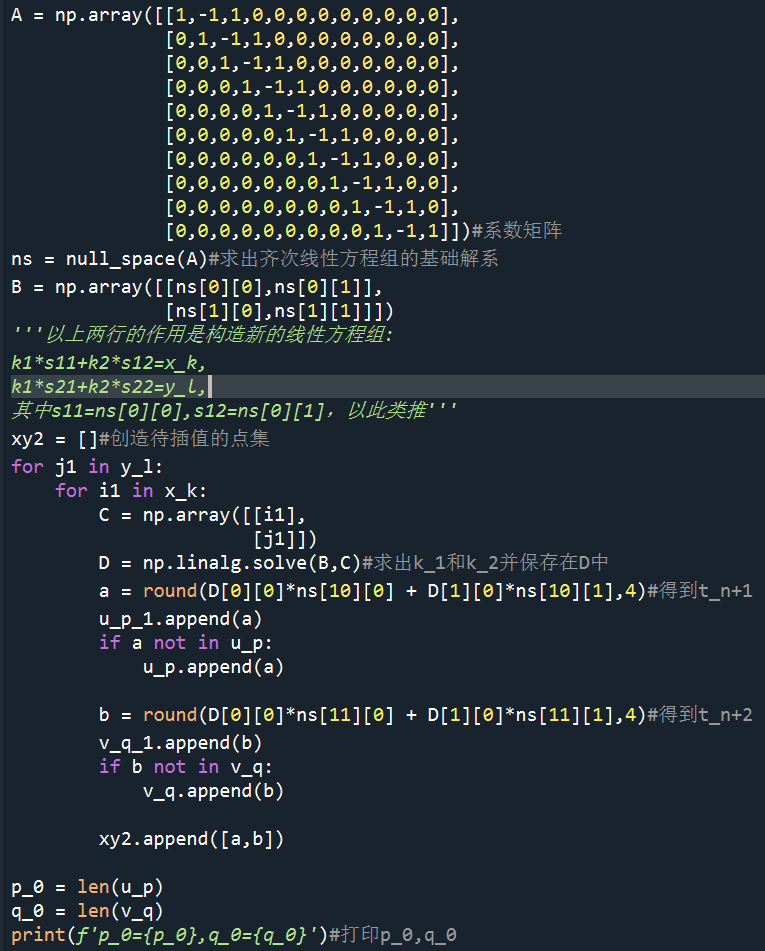 A = np.array([[1,-1,1,0,0,0,0,0,0,0,0,0],
[0,1,-1,1,0,0,0,0,0,0,0,0],
[0,0,1,-1,1,0,0,0,0,0,0,0],
[0,0,0,1,-1,1,0,0,0,0,0,0],
[0,0,0,0,1,-1,1,0,0,0,0,0],
[0,0,0,0,0,1,-1,1,0,0,0,0],
[0,0,0,0,0,0,1,-1,1,0,0,0],
[0,0,0,0,0,0,0,1,-1,1,0,0],
[0,0,0,0,0,0,0,0,1,-1,1,0],
[0,0,0,0,0,0,0,0,0,1,-1,1]])#系数矩阵
ns = null_space(A)#求出齐次线性方程组的基础解系
B = np.array([[ns[0][0],ns[0][1]],
[ns[1][0],ns[1][1]]])
'''以上两行的作用是构造新的线性方程组:
k1*s11+k2*s12=x_k,
k1*s21+k2*s22=y_l,
其中s11=ns[0][0],s12=ns[0][1]，以此类推'''
xy2 = []#创造待插值的点集
for j1 in y_l:
for i1 in x_k:
C = np.array([[i1],
[j1]])
D = np.linalg.solve(B,C)#求出k_1和k_2并保存在D中
a = round(D[0][0]*ns[10][0] + D[1][0]*ns[10][1],4)#得到t_n+1
u_p_1.append(a)
if a not in u_p:
u_p.append(a)
b = round(D[0][0]*ns[11][0] + D[1][0]*ns[11][1],4)#得到t_n+2
v_q_1.append(b)
if b not in v_q:
v_q.append(b)
xy2.append([a,b])
p_0 = len(u_p)
q_0 = len(v_q)
print(f'p_0={p_0},q_0={q_0}')#打印p_0,q_0